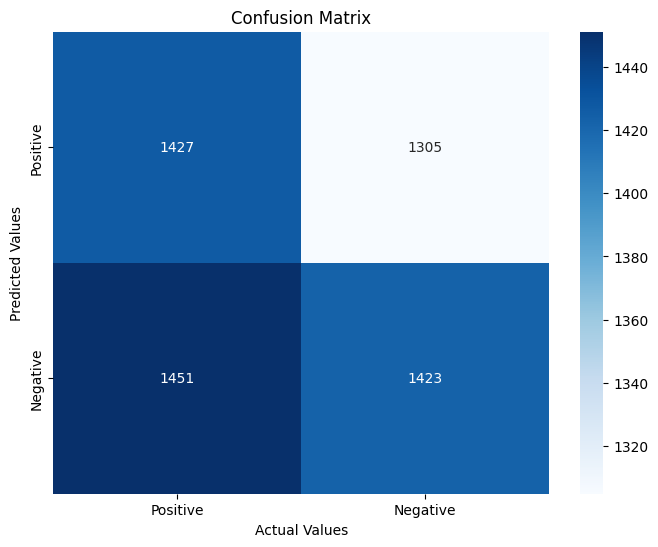 Confusion Matrix
Predicted Values
Positive
Negative
1427 1305
1451 1423
Positive Negative
Actual Values
1440
1420
1400
1380
1360
1340
1320